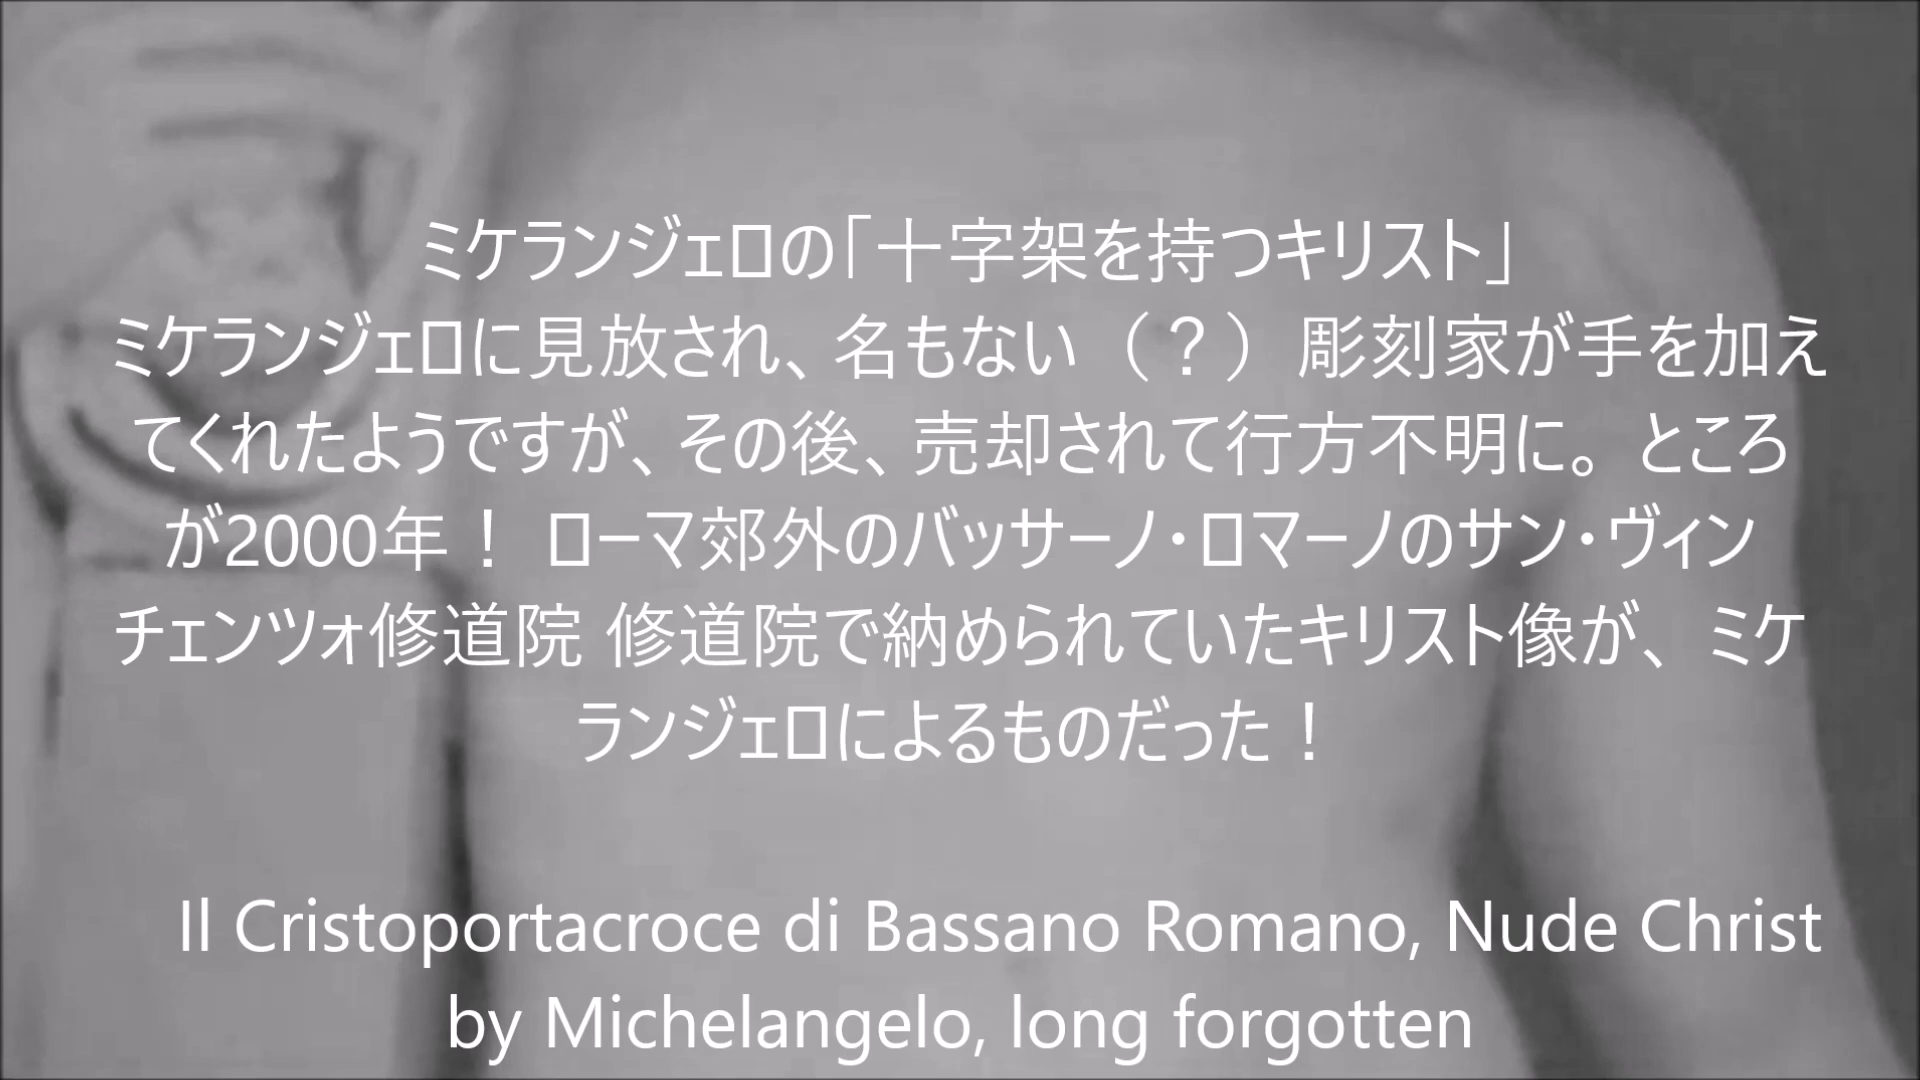 ミケランジェロの「十字架を持つキリスト」
ミケランジェロに見放され、名もない（？）彫刻家が手を加え
てくれたようですが、その後、売却されて行方不明に。ところ
が2000年！ ローマ郊外のバッサーノ・ロマーノのサン・ヴィン
チェンツォ修道院 修道院で納められていたキリスト像が、ミケ
ランジェロによるものだった！
Il Cristoportacroce di Bassano Romano, Nude Christ
by Michelangelo, long forgotten